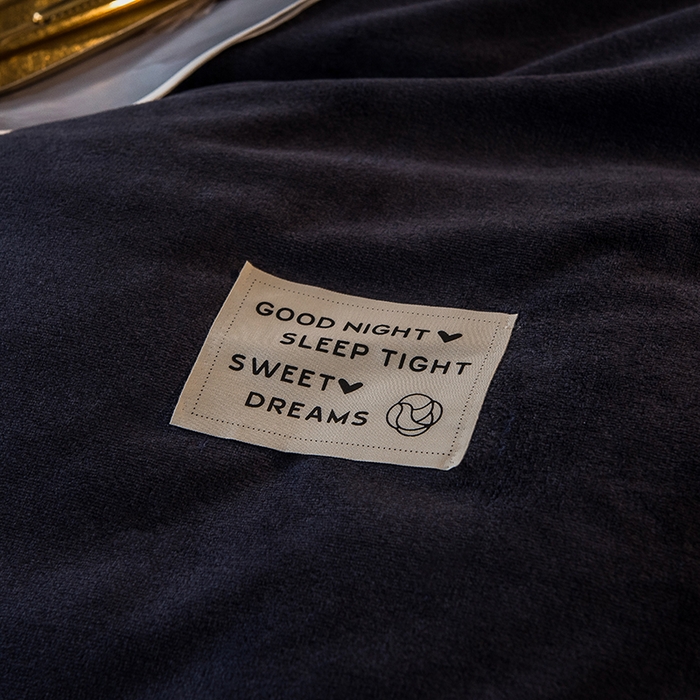 GOOD NIGHT ♥
SLEEP TIGHT
SWEET ♥
DREAMS